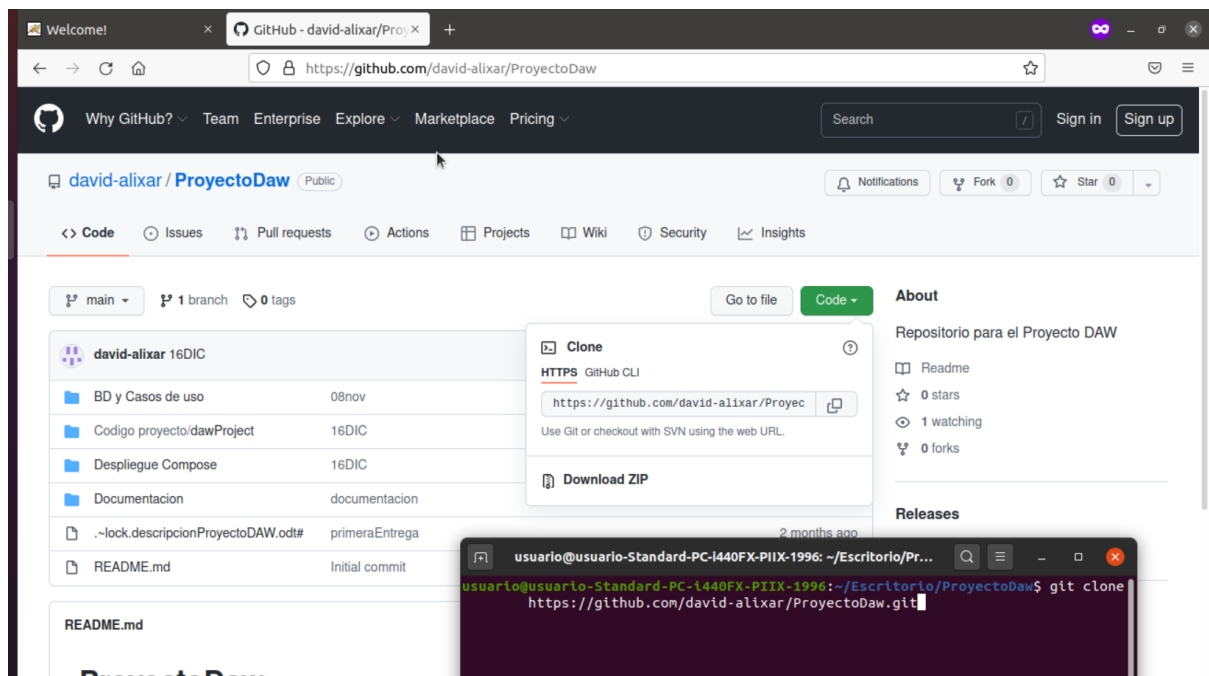 Welcome!
GitHub - david-alixar/Proy
https://github.com/david-alixar/ProyectoDaw
Why GitHub? Team Enterprise Explore Marketplace Pricing
Search /
Sign in Sign up
david-alixar / ProyectoDaw Public
Notifications Fork 0 Star 0
Code Issues Pull requests Actions Projects Wiki Security Insights
main 1 branch 0 tags
Go to file Code
david-alixar 16DIC
BD y Casos de uso 08nov
Codigo proyecto/dawProject 16DIC
Despliegue Compose 16DIC
Documentacion documentacion
.~lock.descripcionProyectoDAW.odt# primeraEntrega 2 months ago
README.md Initial commit
Clone
HTTPS GitHub CLI
https://github.com/david-alixar/Proyec
Use Git or checkout with SVN using the web URL.
Download ZIP
About
Repositorio para el Proyecto DAW
Readme
0 stars
1 watching
0 forks
Releases
README.md
ProyectoDaw
usuario@usuario-Standard-PC-i440FX-PIIX-1996: ~/Escritorio/Pr...
usuario@usuario-Standard-PC-i440FX-PIIX-1996:~/Escritorio/ProyectoDaw$ git clone
https://github.com/david-alixar/ProyectoDaw.git